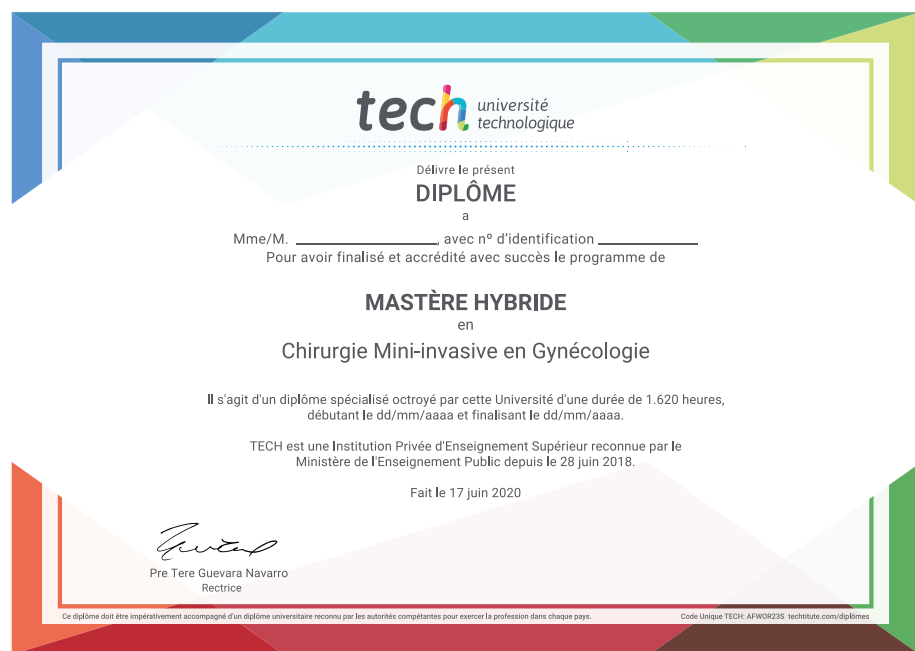 tech université
technologique
Délivre le présent
DIPLÔME
a
Mme/M. ____________________, avec nº d'identification ______________
Pour avoir finalisé et accrédité avec succès le programme de
MASTÈRE HYBRIDE
en
Chirurgie Mini-invasive en Gynécologie
Il s'agit d'un diplôme spécialisé octroyé par cette Université d'une durée de 1.620 heures,
débutant le dd/mm/aaaa et finalisant le dd/mm/aaaa.
TECH est une Institution Privée d'Enseignement Supérieur reconnue par le
Ministère de l'Enseignement Public depuis le 28 juin 2018.
Fait le 17 juin 2020
Pre Tere Guevara Navarro
Rectrice
Ce diplôme doit être impérativement accompagné d'un diplôme universitaire reconnu par les autorités compétantes pour exercer la profession dans chaque pays.
Code Unique TECH: AFWOR23S techtitute.com/diplômes